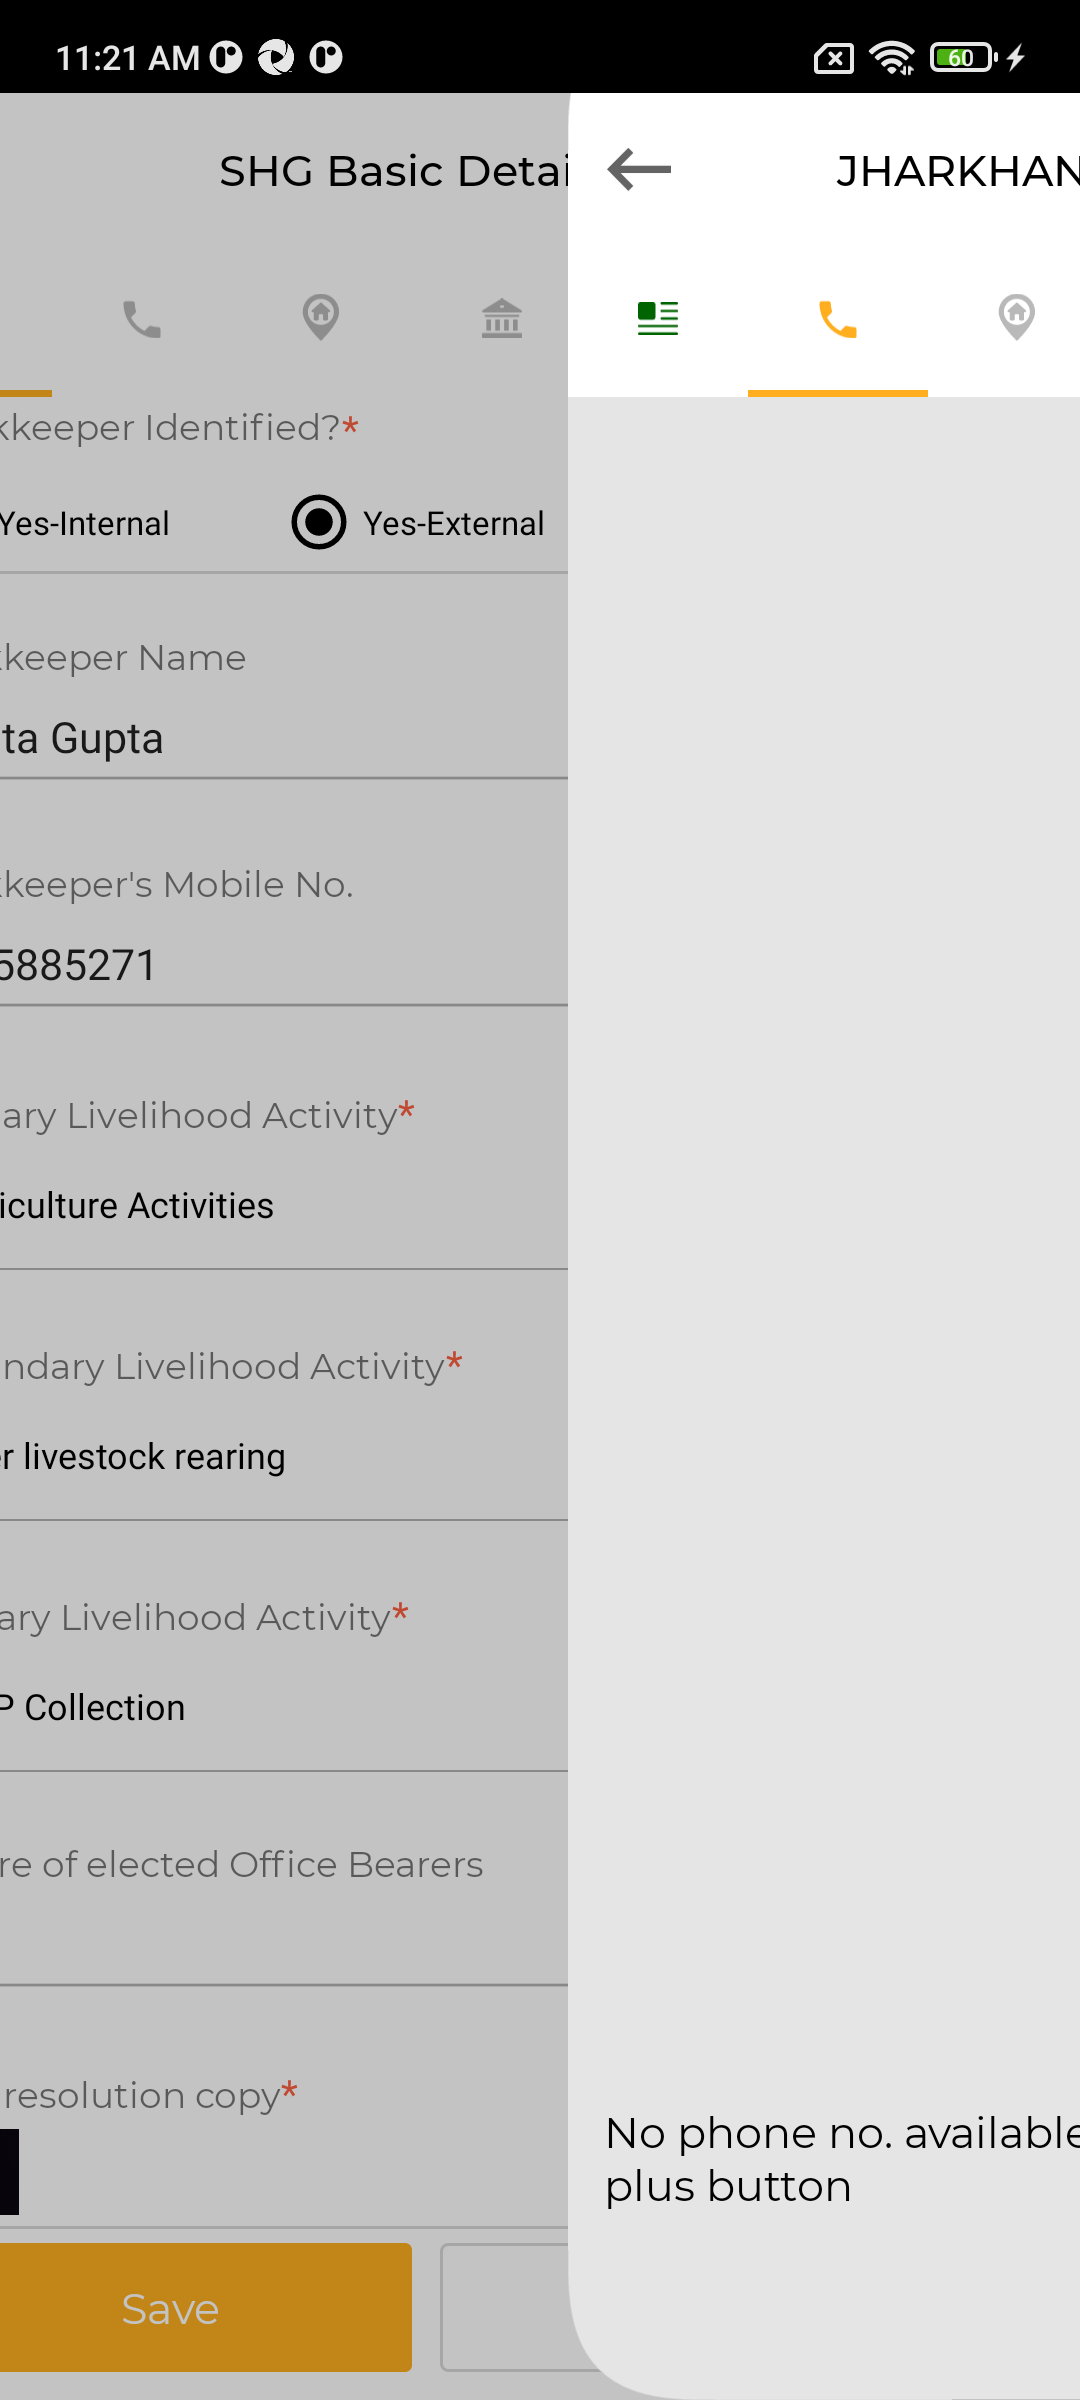 11:21 AM
60
SHG Basic Detai
JHARKHAN
kkeeper Identified?*
Yes-Internal
Yes-External
kkeeper Name
ta Gupta
kkeeper's Mobile No.
5885271
ary Livelihood Activity*
iculture Activities
ndary Livelihood Activity*
er livestock rearing
ary Livelihood Activity*
P Collection
re of elected Office Bearers
resolution copy*
No phone no. available
plus button
Save